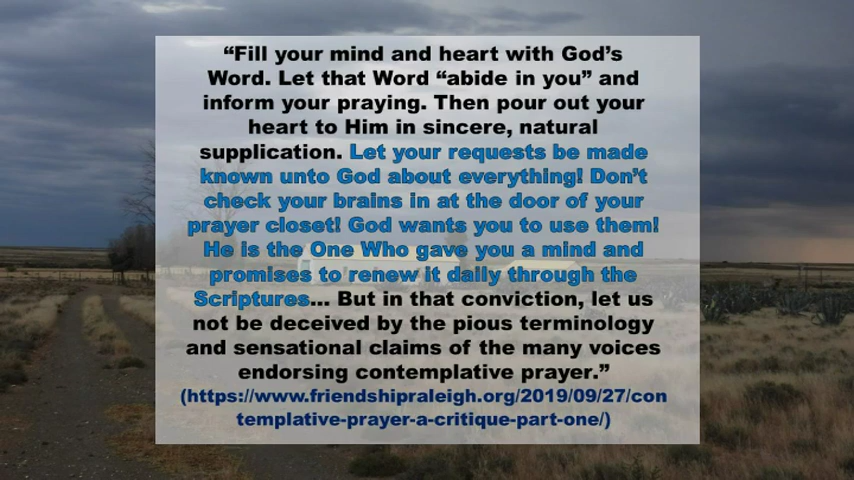 “Fill your mind and heart with God’s
Word. Let that Word “abide in you” and
inform your praying. Then pour out your
heart to Him in sincere, natural
supplication. Let your requests be made
known unto God about everything! Don’t
check your brains in at the door of your
prayer closet! God wants you to use them!
He is the One Who gave you a mind and
promises to renew it daily through the
Scriptures... But in that conviction, let us
not be deceived by the pious terminology
and sensational claims of the many voices
endorsing contemplative prayer.”
(https://www.friendshipraleigh.org/2019/09/27/con
templative-prayer-a-critique-part-one/)